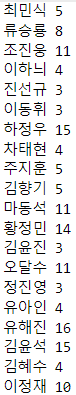 최민식 5
류승룡 8
조진웅 11
이하늬 4
진선규 3
이동휘 3
하정우 15
차태현 4
주지훈 5
김향기 5
마동석 11
황정민 14
김윤진 3
오달수 11
정진영 3
유아인 4
유해진 16
김윤석 15
김혜수 4
이정재 10